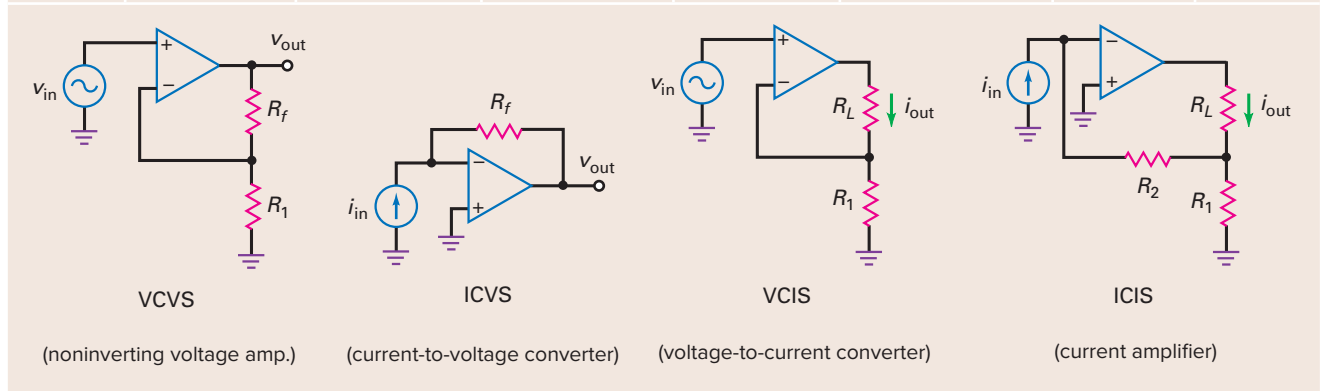 v_in
+
−
v_out
R_f
R_1
VCVS
(noninverting voltage amp.)
i_in
R_f
−
+
v_out
ICVS
(current-to-voltage converter)
v_in
+
−
R_L
i_out
R_1
VCIS
(voltage-to-current converter)
i_in
−
+
R_L
i_out
R_2
R_1
ICIS
(current amplifier)